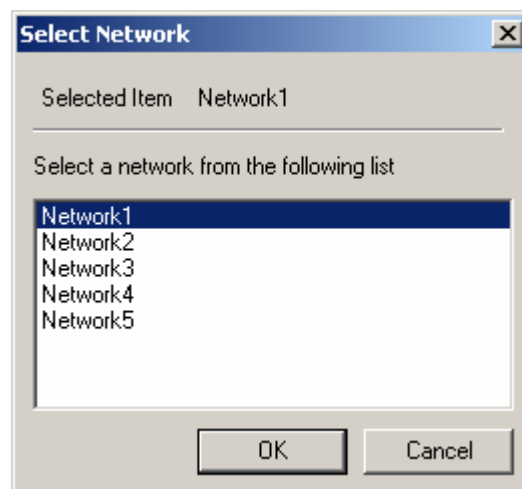 Select Network
Selected Item Network1
Select a network from the following list
Network1
Network2
Network3
Network4
Network5
OK Cancel